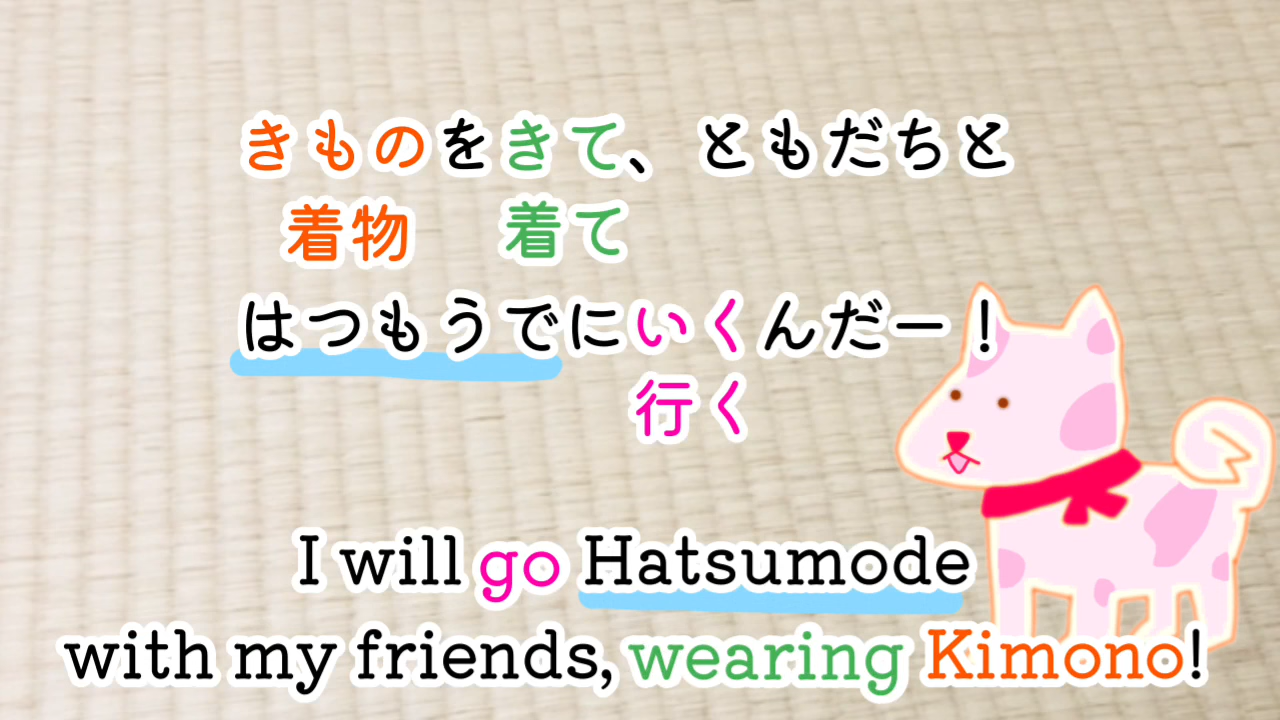 きものをきて、ともだちと
着物 着て
はつもうでにいくんだー！
行く
I will go Hatsumode
with my friends, wearing Kimono!